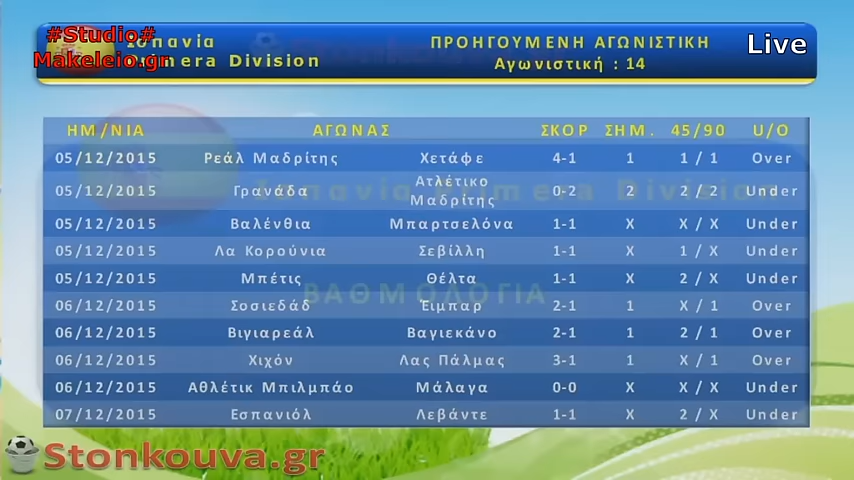 #Studio#
Makeleio.gr
Ισπανία
Primera Division
ΠΡΟΗΓΟΥΜΕΝΗ ΑΓΩΝΙΣΤΙΚΗ
Αγωνιστική : 14
Live
ΗΜ/ΝΙΑ ΑΓΩΝΑΣ ΣΚΟΡ ΣΗΜ. 45/90 U/O
05/12/2015 Ρεάλ Μαδρίτης Χετάφε 4-1 1 1 / 1 Over
05/12/2015 Γρανάδα Ατλέτικο Μαδρίτης 0-2 2 2 / 2 Under
05/12/2015 Βαλένθια Μπαρτσελόνα 1-1 X X / X Under
05/12/2015 Λα Κορούνια Σεβίλλη 1-1 X 1 / X Under
05/12/2015 Μπέτις Θέλτα 1-1 X 2 / X Under
06/12/2015 Σοσιεδάδ Έιμπαρ 2-1 1 X / 1 Over
06/12/2015 Βιγιαρεάλ Βαγιεκάνο 2-1 1 2 / 1 Over
06/12/2015 Χιχόν Λας Πάλμας 3-1 1 X / 1 Over
06/12/2015 Αθλέτικ Μπιλμπάο Μάλαγα 0-0 X X / X Under
07/12/2015 Εσπανιόλ Λεβάντε 1-1 X 2 / X Under
Ισπανία Primera Division
ΒΑΘΜΟΛΟΓΙΑ
Stonkouva.gr